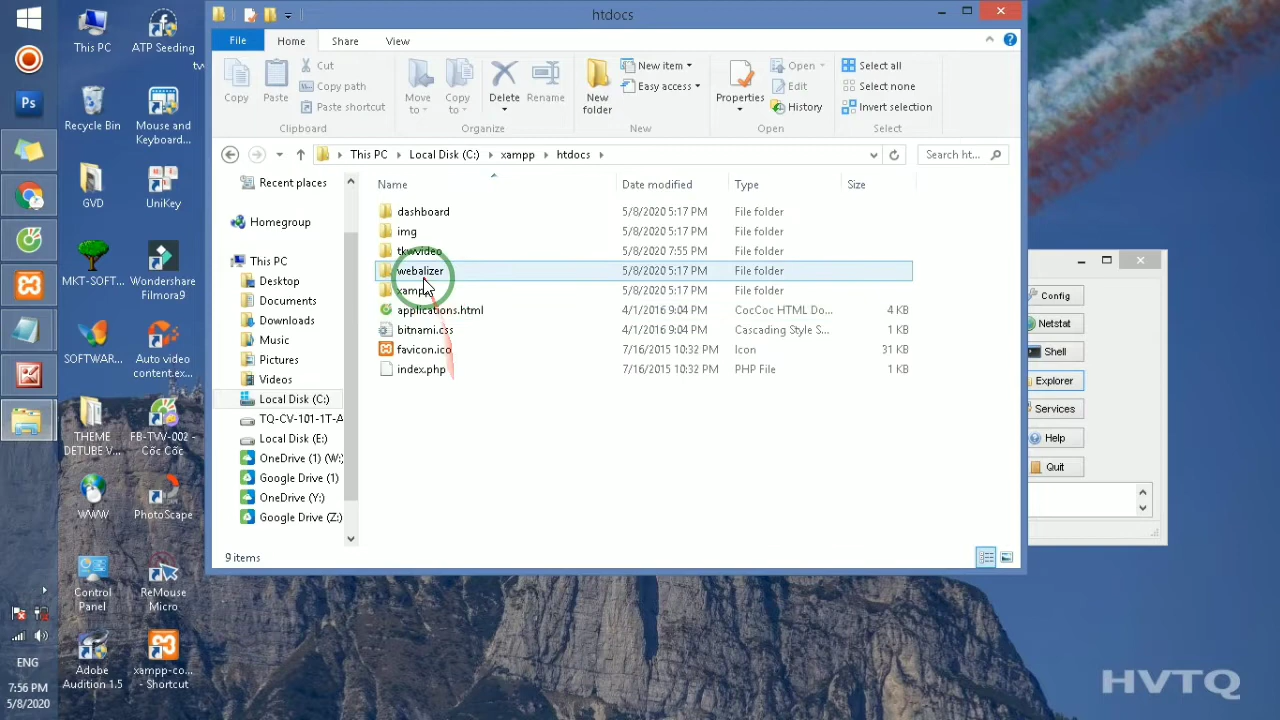 htdocs
File
Home
Share
View
Copy
Paste
Cut
Copy path
Paste shortcut
Clipboard
Move to
Copy to
Delete
Rename
Organize
New folder
New item
Easy access
New
Properties
Open
Edit
History
Open
Select all
Select none
Invert selection
Select
This PC
Local Disk (C:)
xampp
htdocs
Search ht...
Name
Date modified
Type
Size
dashboard 5/8/2020 5:17 PM File folder
img 5/8/2020 5:17 PM File folder
tkwvideo 5/8/2020 7:55 PM File folder
webalizer 5/8/2020 5:17 PM File folder
xampp 5/8/2020 5:17 PM File folder
applications.html 4/1/2016 9:04 PM CocCoc HTML Do... 4 KB
bitnami.css 4/1/2016 9:04 PM Cascading Style S... 1 KB
favicon.ico 7/16/2015 10:32 PM Icon 31 KB
index.php 7/16/2015 10:32 PM PHP File 1 KB
Recent places
Homegroup
This PC
Desktop
Documents
Downloads
Music
Pictures
Videos
Local Disk (C:)
TQ-CV-101-1T-A
Local Disk (E:)
OneDrive (1) (W:
Google Drive (1)
OneDrive (Y:)
Google Drive (Z:)
9 items
Config
Netstat
Shell
Explorer
Services
Help
Quit
This PC
ATP Seeding
tv
Recycle Bin
Mouse and Keyboard...
GVD
UniKey
MKT-SOFT...
Wondershare Filmora9
SOFTWAR...
Auto video content.ex...
THEME DETUBE V...
FB-TVV-002 - Cốc Cốc
WWW
PhotoScape
Control Panel
ReMouse Micro
Adobe Audition 1.5
xampp-co... - Shortcut
Ps
ENG
7:56 PM
5/8/2020
HVTQ